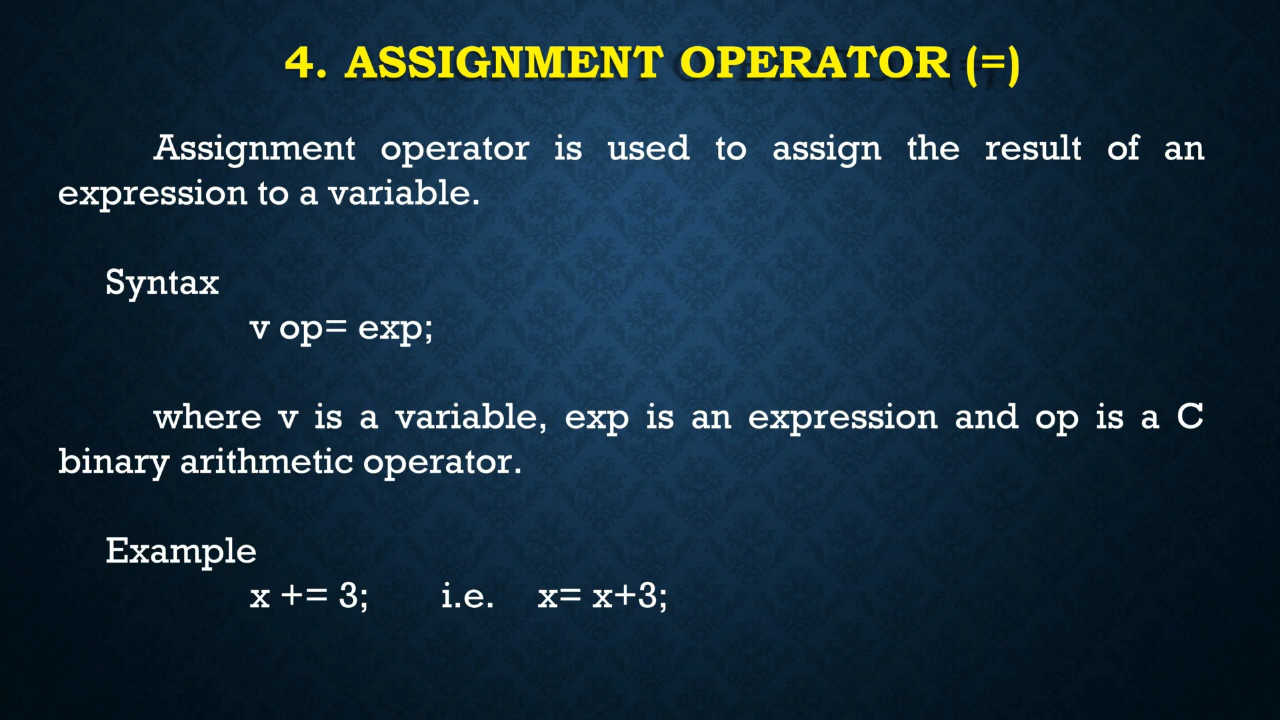 4. ASSIGNMENT OPERATOR (=)
Assignment operator is used to assign the result of an
expression to a variable.
Syntax
v op= exp;
where v is a variable, exp is an expression and op is a C
binary arithmetic operator.
Example
x += 3; i.e. x= x+3;